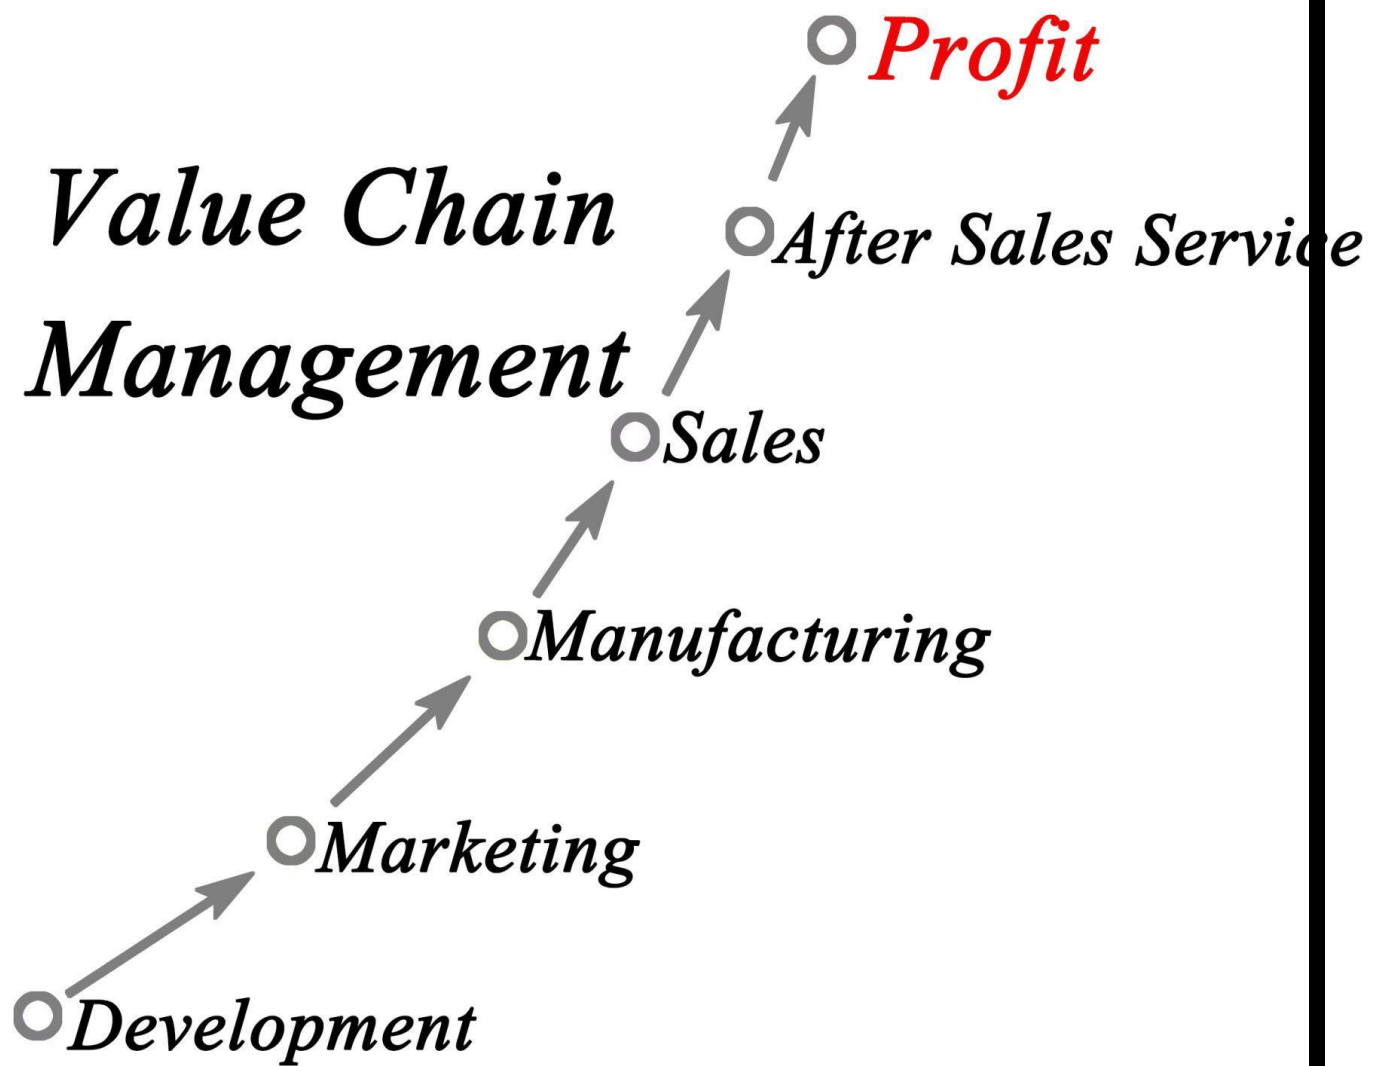 Profit
Value Chain
Management
After Sales Service
Sales
Manufacturing
Marketing
Development